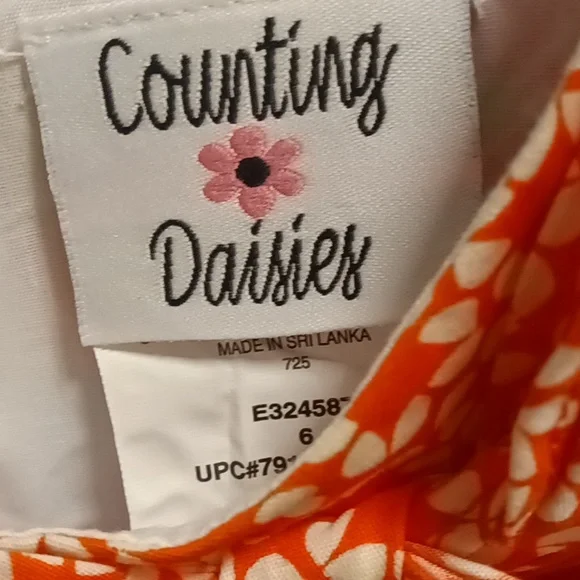 Counting
Daisies
MADE IN SRI LANKA
725
E32458
6
UPC#79